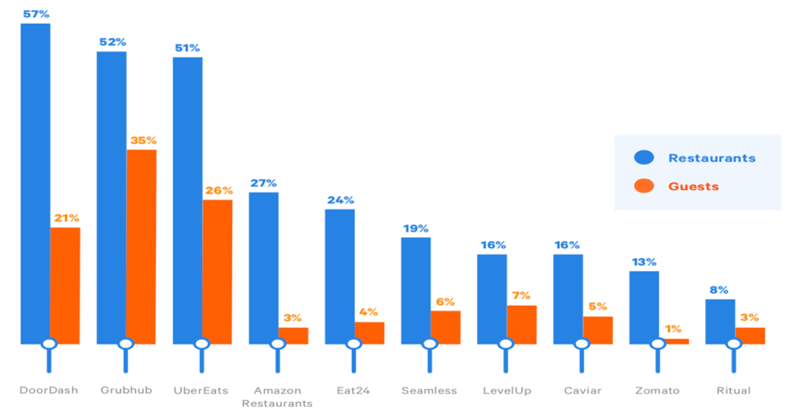 57%
52%
51%
35%
27%
26%
24%
21%
19%
16%
16%
13%
8%
7%
6%
5%
4%
3%
3%
1%
Restaurants
Guests
DoorDash
Grubhub
UberEats
Amazon
Restaurants
Eat24
Seamless
LevelUp
Caviar
Zomato
Ritual